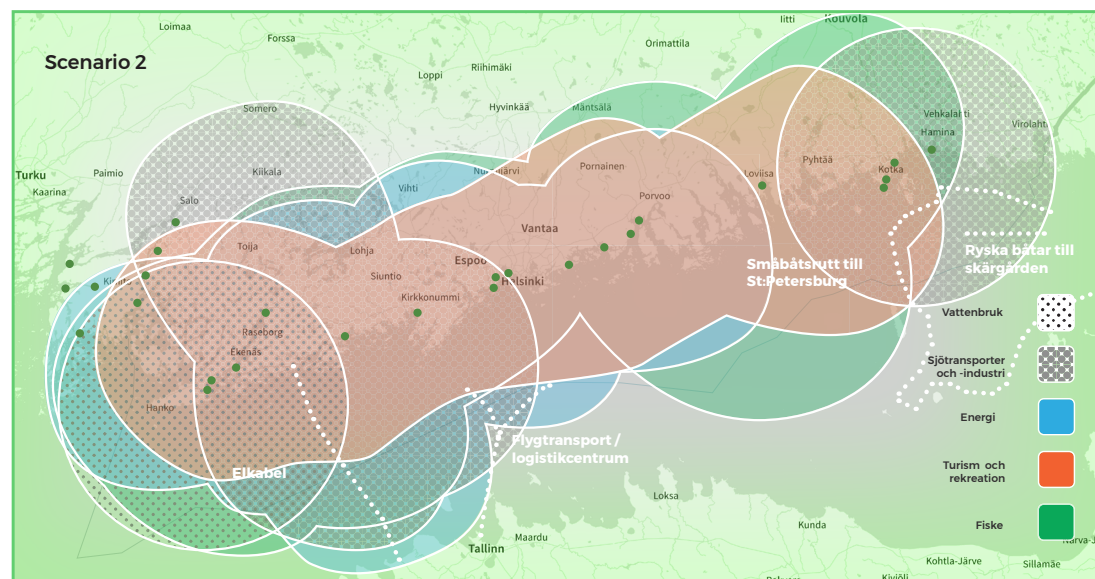 Loimaa
Forssa
Iitti
Kouvola
Orimattila
Scenario 2
Riihimäki
Loppi
Hyvinkää
Mäntsälä
Somero
Vehkalahti
Virolahti
Hamina
Pyhtää
Turku
Paimio
Kiikala
Pornainen
Kotka
Loviisa
Kaarina
Vihti
Porvoo
Salo
Vantaa
Toija
Lohja
Espoo
Siuntio
Helsinki
Småbåtsrutt till
St:Petersburg
Ryska båtar till
skärgården
Kirkkonummi
Vattenbruk
Raseborg
Ekenäs
Sjötransporter
och -industri
Hanko
Energi
Flygtransport /
logistikcentrum
Elkabel
Turism och
rekreation
Loksa
Fiske
Kunda
Maardu
Tallinn
Kohtla-Järve
Sillamäe
Narva-J
Kiviõli